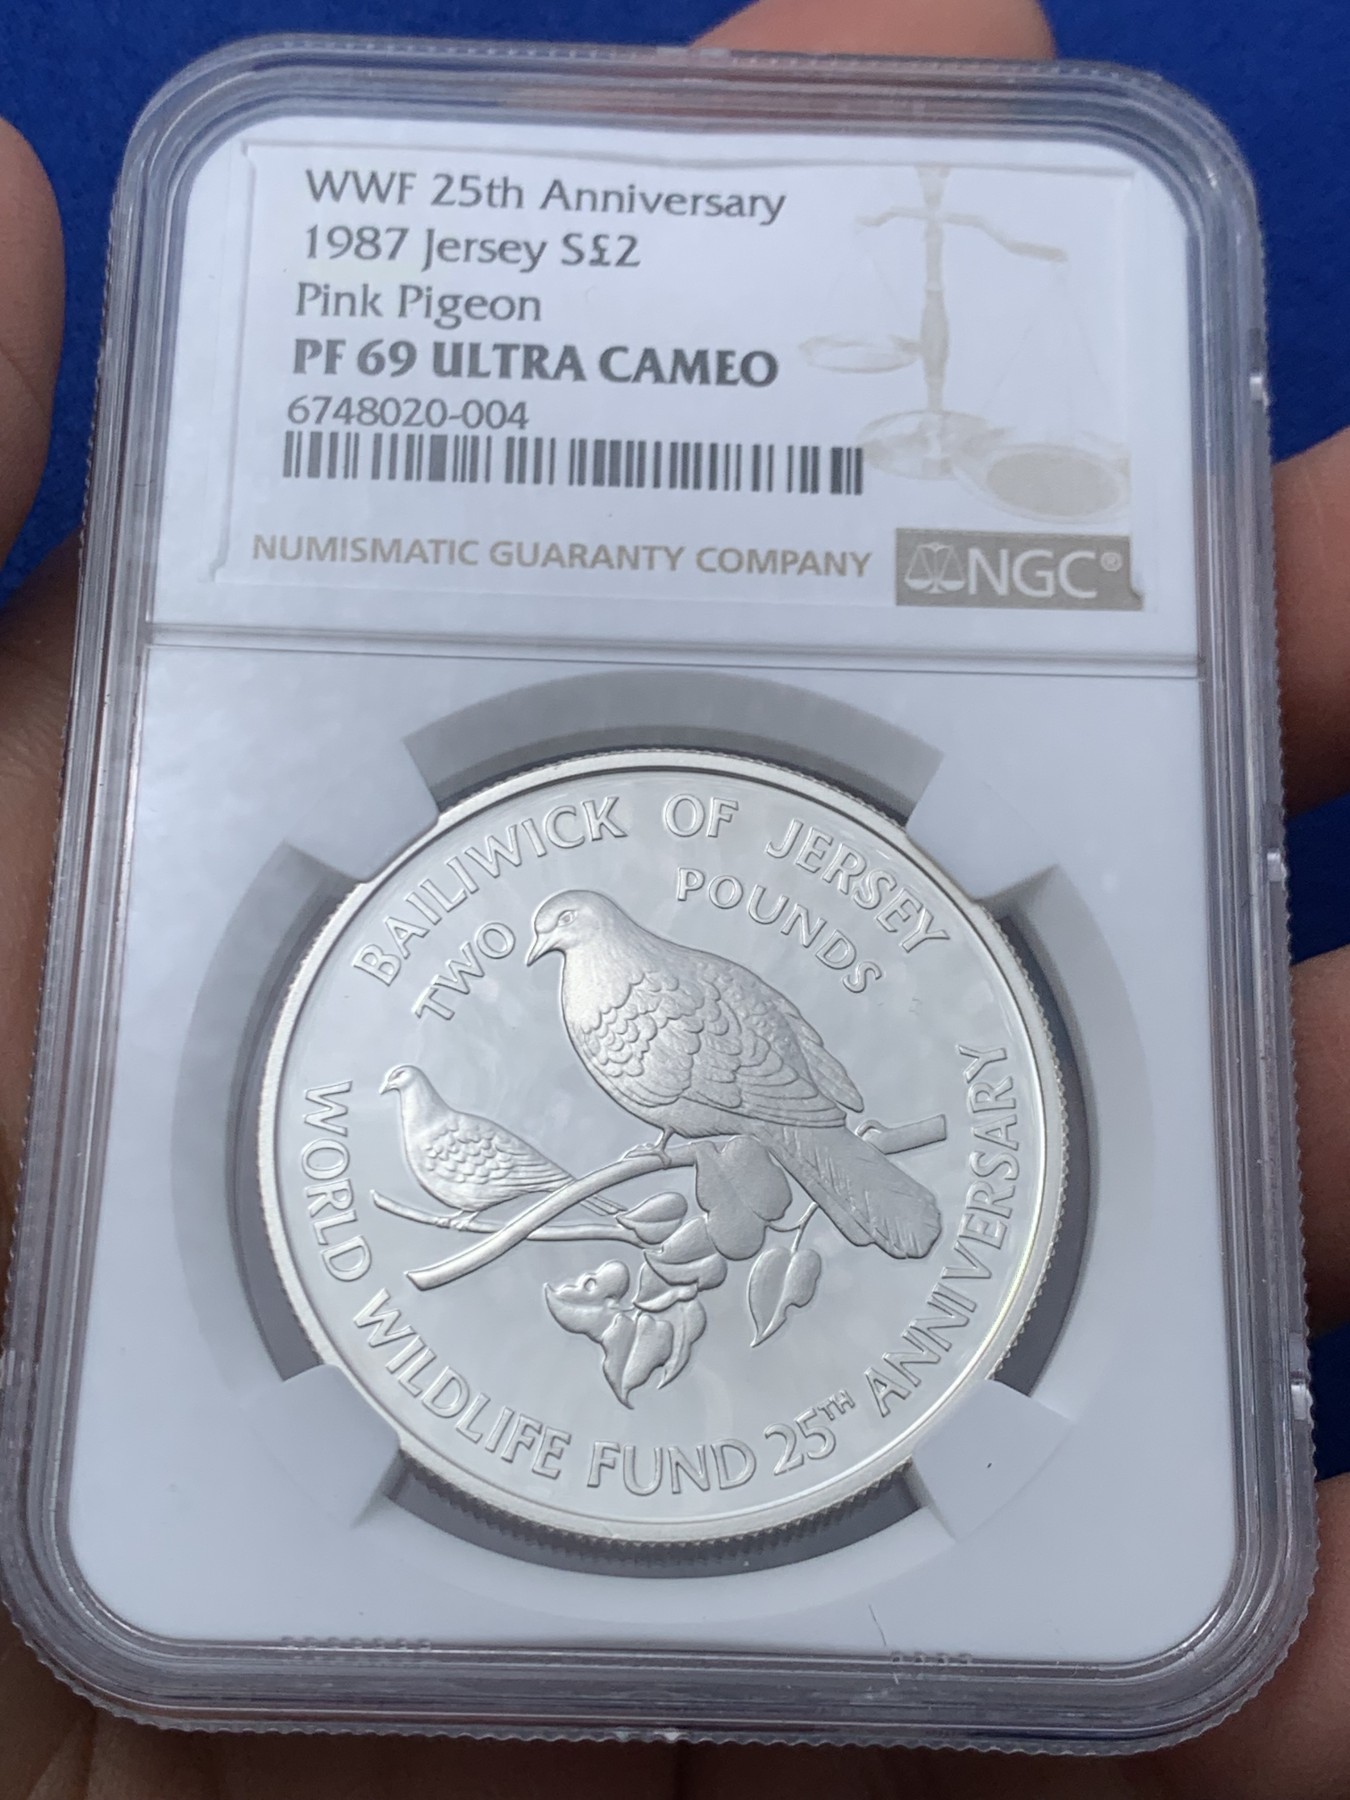 WWF 25th Anniversary
1987 Jersey S£2
Pink Pigeon
PF 69 ULTRA CAMEO
6748020-004
NUMISMATIC GUARANTY COMPANY
NGC®
BAILIWICK OF JERSEY
TWO POUNDS
WORLD WILDLIFE FUND 25TH ANNIVERSARY